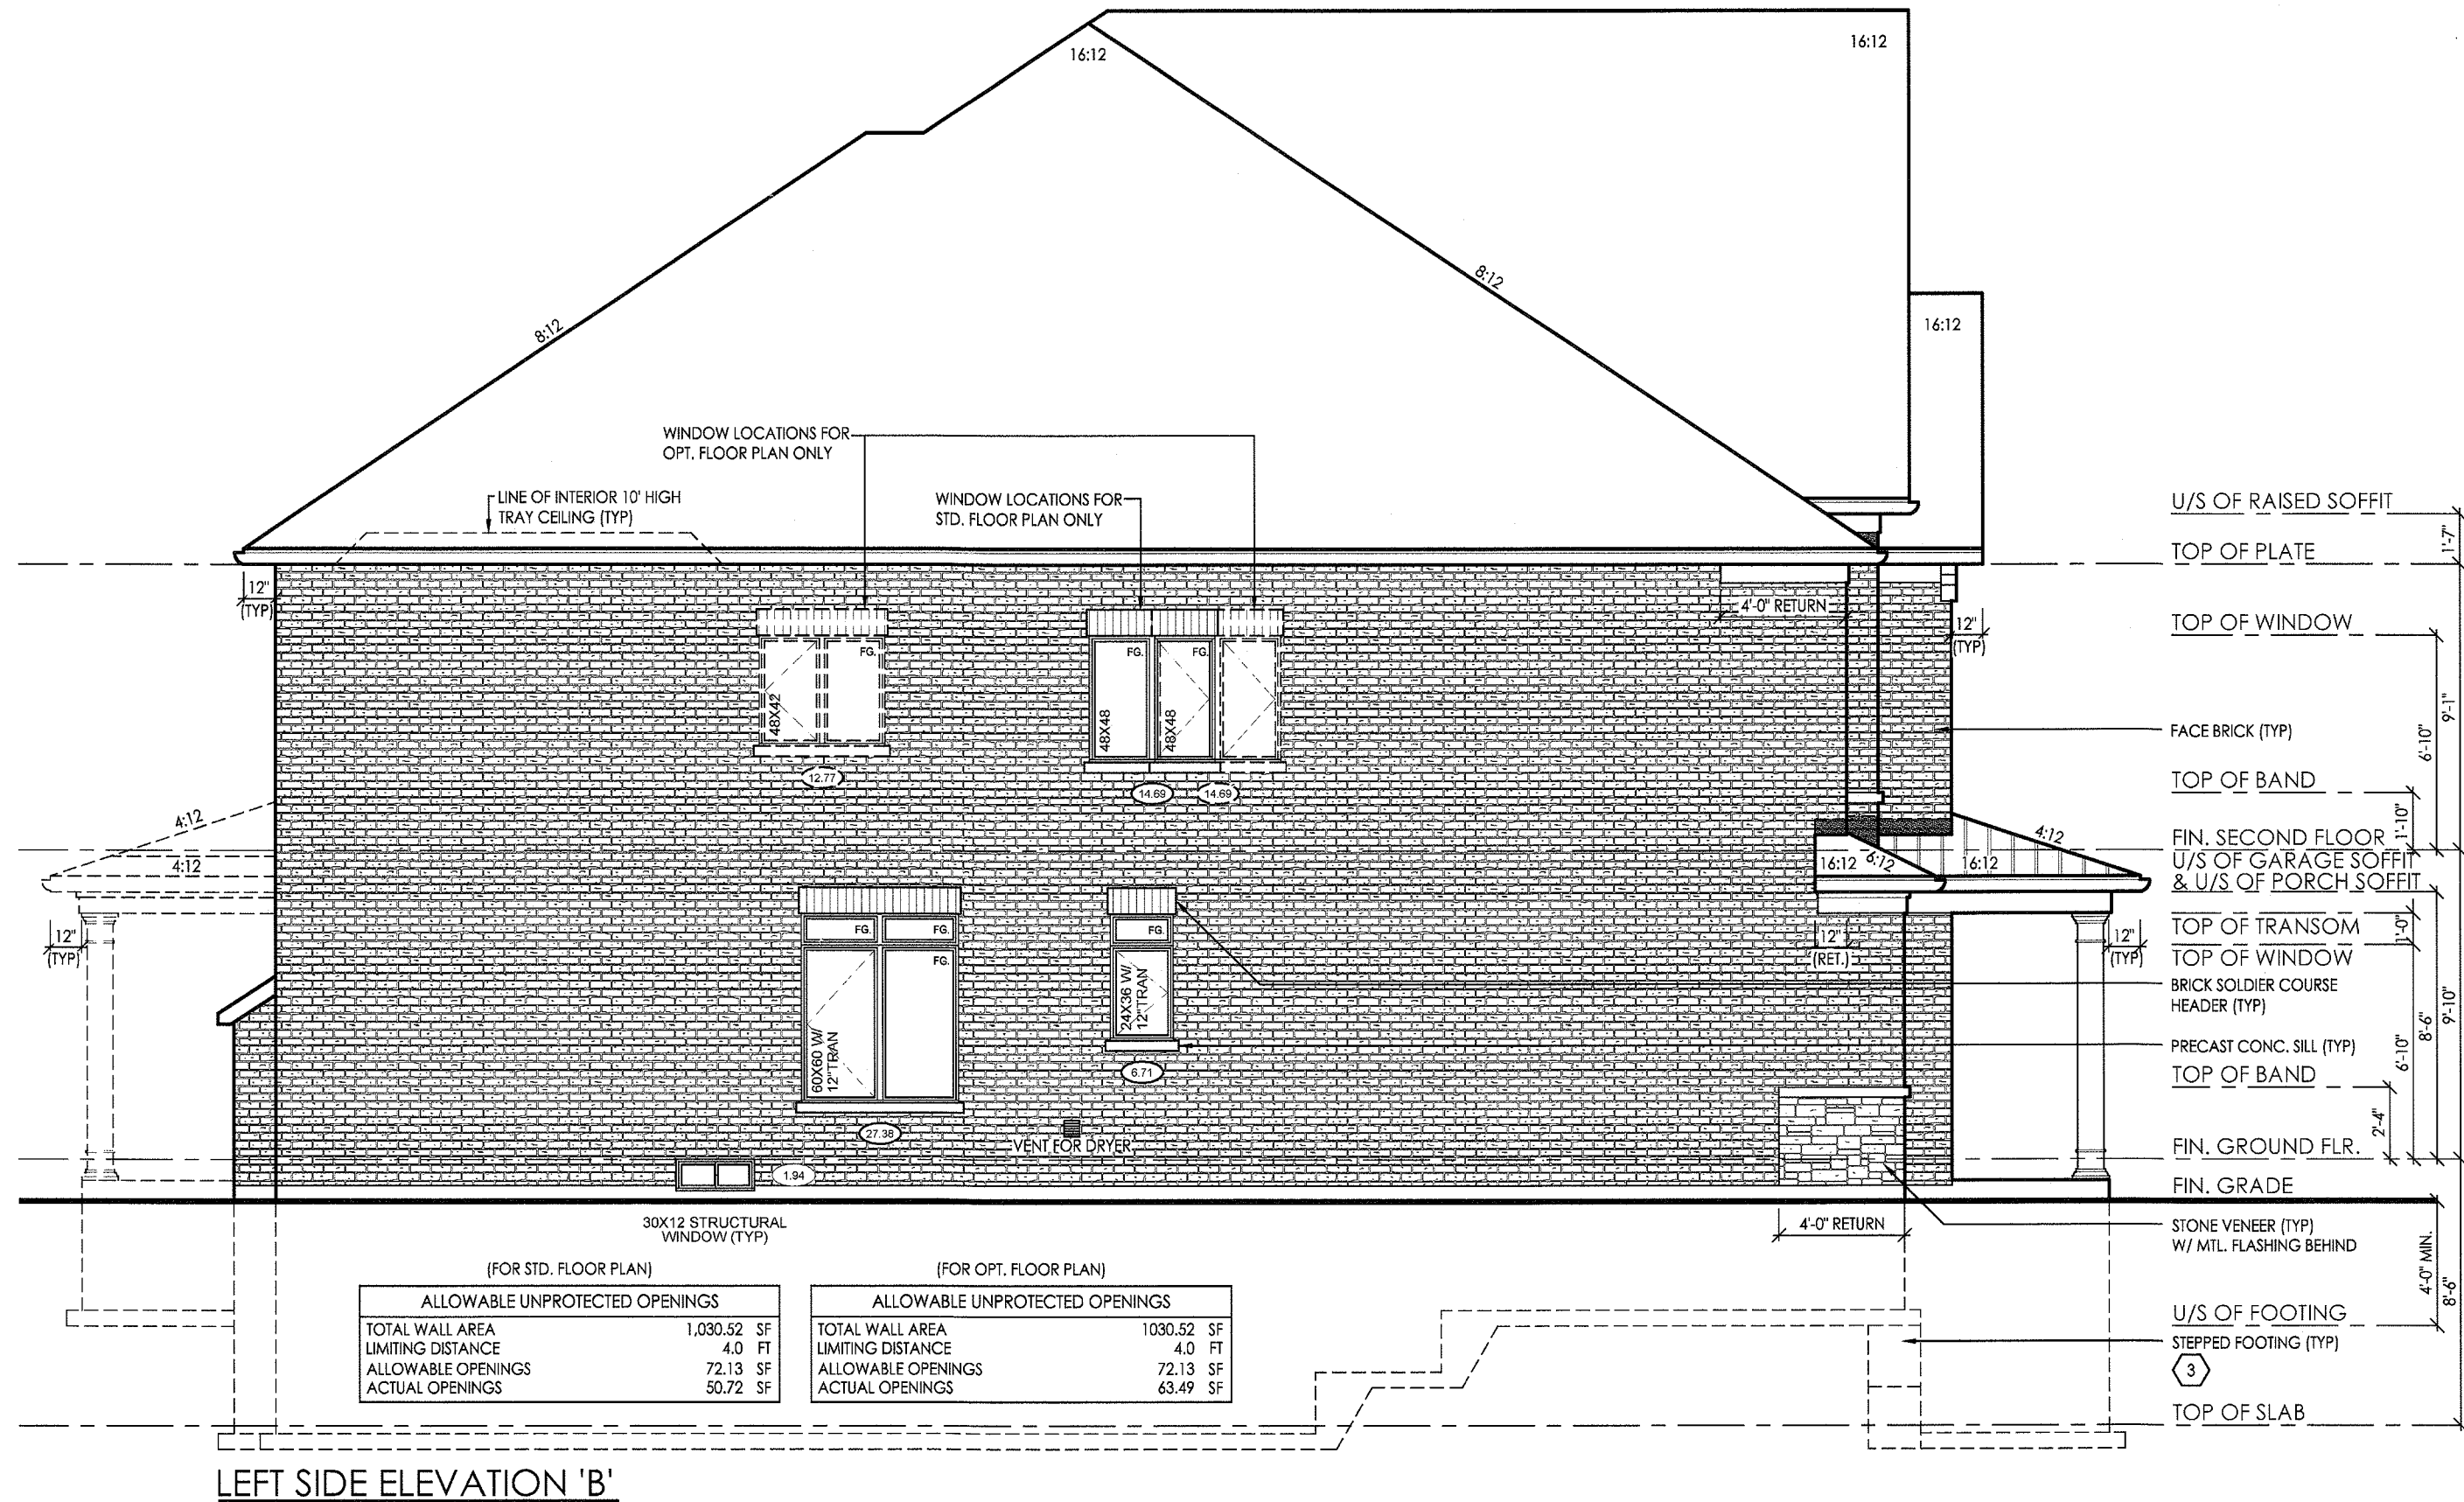 16:12
16:12
8:12
8:12
16:12
WINDOW LOCATIONS FOR
OPT. FLOOR PLAN ONLY
LINE OF INTERIOR 10' HIGH
TRAY CEILING (TYP)
WINDOW LOCATIONS FOR
STD. FLOOR PLAN ONLY
U/S OF RAISED SOFFIT
1'-7"
TOP OF PLATE
12"
(TYP)
4'-0" RETURN
12"
(TYP)
TOP OF WINDOW
FG.
FG.
FG.
48X42
48X48
48X48
9'-1"
6'-10"
FACE BRICK (TYP)
12.77
14.69
14.69
TOP OF BAND
1'-10"
4:12
4:12
4:12
FIN. SECOND FLOOR
16:12
6:12
16:12
U/S OF GARAGE SOFFIT
& U/S OF PORCH SOFFIT
FG.
FG.
FG.
FG.
12"
(TYP)
12"
(RET.)
12"
(TYP)
TOP OF TRANSOM
1'-0"
TOP OF WINDOW
60X60 W/
12"TRAN
24X36 W/
12"TRAN
BRICK SOLDIER COURSE
HEADER (TYP)
9'-10"
8'-6"
6'-10"
PRECAST CONC. SILL (TYP)
6.71
TOP OF BAND
2'-4"
27.38
VENT FOR DRYER
FIN. GROUND FLR.
1.94
FIN. GRADE
30X12 STRUCTURAL
WINDOW (TYP)
4'-0" RETURN
STONE VENEER (TYP)
W/ MTL. FLASHING BEHIND
4'-0" MIN.
8'-6"
(FOR STD. FLOOR PLAN)
ALLOWABLE UNPROTECTED OPENINGS
TOTAL WALL AREA 1,030.52 SF
LIMITING DISTANCE 4.0 FT
ALLOWABLE OPENINGS 72.13 SF
ACTUAL OPENINGS 50.72 SF
(FOR OPT. FLOOR PLAN)
ALLOWABLE UNPROTECTED OPENINGS
TOTAL WALL AREA 1030.52 SF
LIMITING DISTANCE 4.0 FT
ALLOWABLE OPENINGS 72.13 SF
ACTUAL OPENINGS 63.49 SF
U/S OF FOOTING
STEPPED FOOTING (TYP)
3
TOP OF SLAB
LEFT SIDE ELEVATION 'B'